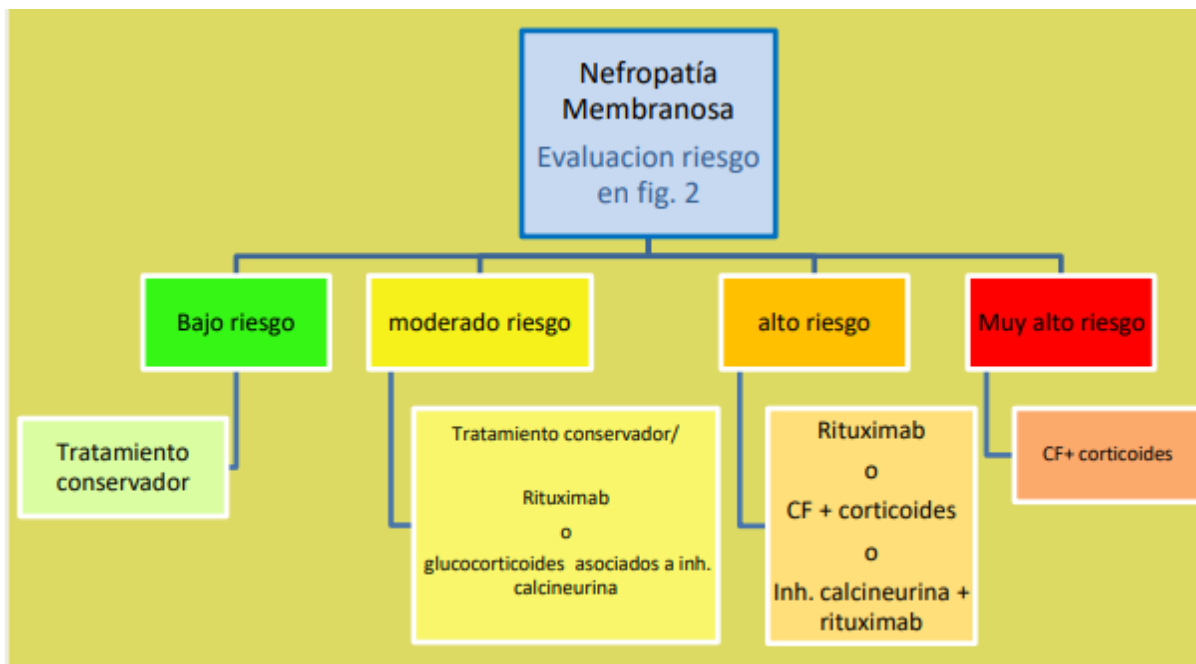 Nefropatía
Membranosa
Evaluacion riesgo
en fig. 2
Bajo riesgo
moderado riesgo
alto riesgo
Muy alto riesgo
Tratamiento
conservador
Tratamiento conservador/
Rituximab
o
glucocorticoides asociados a inh.
calcineurina
Rituximab
o
CF + corticoides
o
Inh. calcineurina +
rituximab
CF+ corticoides